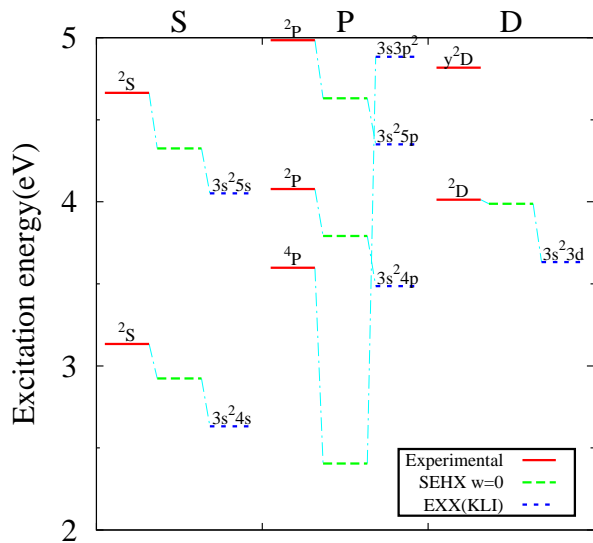 S P D
5
4
3
2
Excitation energy(eV)
²S
3s²5s
²S
3s²4s
²P
3s3p²
3s²5p
²P
3s²4p
⁴P
y²D
²D
3s²3d
Experimental
SEHX w=0
EXX(KLI)